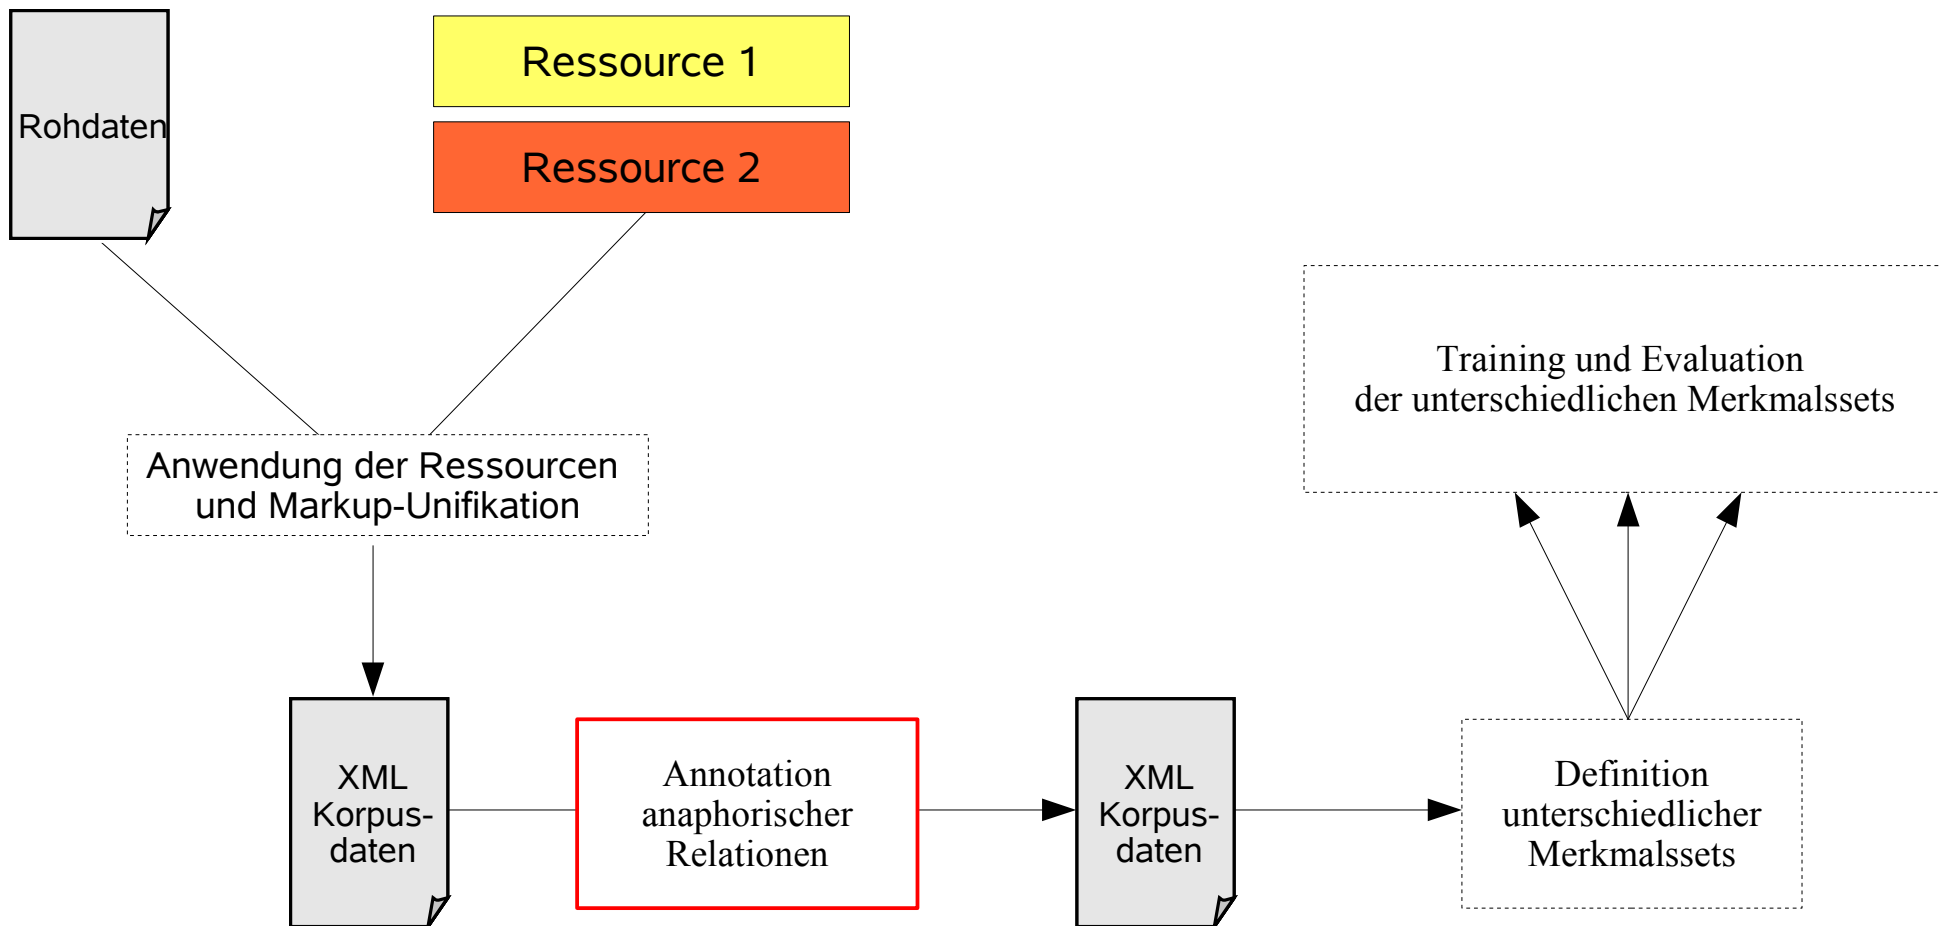 Rohdaten
Ressource 1
Ressource 2
Anwendung der Ressourcen
und Markup-Unifikation
XML
Korpus-
daten
Annotation
anaphorischer
Relationen
XML
Korpus-
daten
Definition
unterschiedlicher
Merkmalssets
Training und Evaluation
der unterschiedlichen Merkmalssets